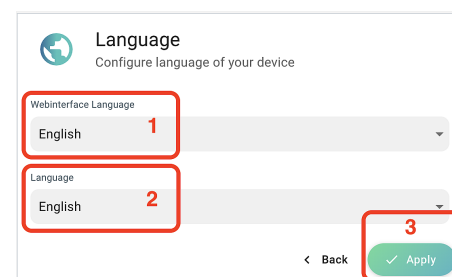 Language
Configure language of your device
Webinterface Language
English
1
Language
English
2
3
Back
Apply